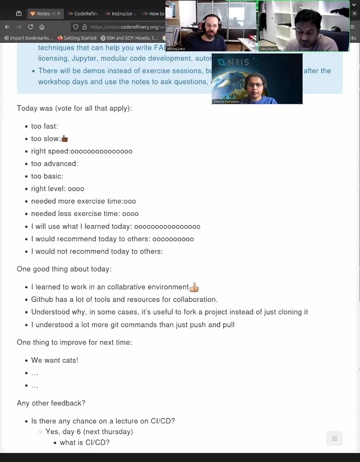 Notes - C
CodeRefin
Instructor
How to
Import bookmarks...
Getting Started
SSH and SCP: Howto, t
NRIS
techniques that can help you write FA
licensing, Jupyter, modular code development, auto
There will be demos instead of exercise sessions, b
after the
workshop days and use the notes to ask questions,
Today was (vote for all that apply):
too fast:
too slow:
right speed:ooooooooooooooo
too advanced:
too basic:
right level: oooo
needed more exercise time:ooo
needed less exercise time: oooo
I will use what I learned today: oooooooooooooooo
I would recommend today to others: oooooooooo
I would not recommend today to others:
One good thing about today:
I learned to work in an collabrative environment
Github has a lot of tools and resources for collaboration.
Understood why, in some cases, it's useful to fork a project instead of just cloning it
I understood a lot more git commands than just push and pull
One thing to improve for next time:
We want cats!
...
...
Any other feedback?
Is there any chance on a lecture on CI/CD?
Yes, day 6 (next thursday)
what is CI/CD?